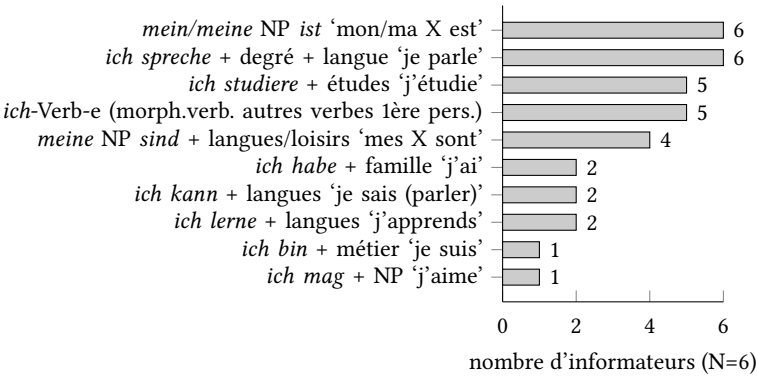 mein/meine NP ist ‘mon/ma X est’ 6
ich spreche + degré + langue ‘je parle’ 6
ich studiere + études ‘j’étudie’ 5
ich-Verb-e (morph.verb. autres verbes 1ère pers.) 5
meine NP sind + langues/loisirs ‘mes X sont’ 4
ich habe + famille ‘j’ai’ 2
ich kann + langues ‘je sais (parler)’ 2
ich lerne + langues ‘j’apprends’ 2
ich bin + métier ‘je suis’ 1
ich mag + NP ‘j’aime’ 1
0 2 4 6
nombre d’informateurs (N=6)